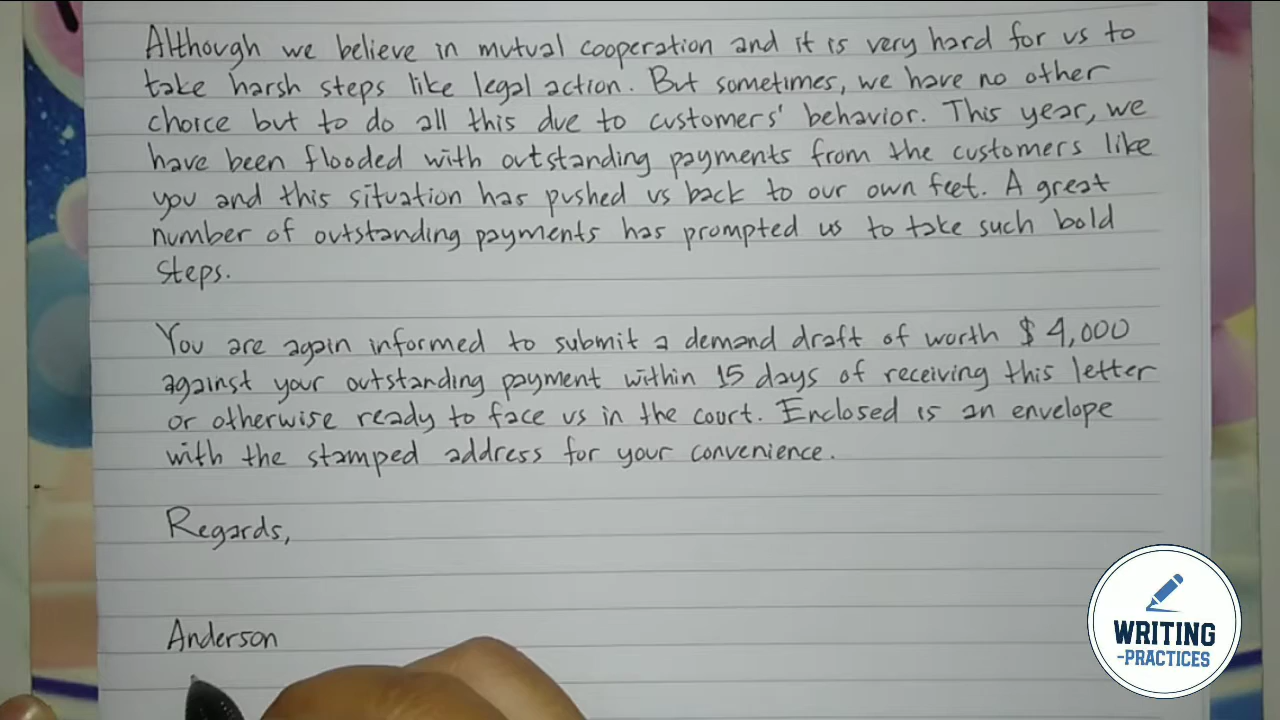 Although we believe in mutual cooperation and it is very hard for us to
take harsh steps like legal action. But sometimes, we have no other
choice but to do all this due to customers' behavior. This year, we
have been flooded with outstanding payments from the customers like
you and this situation has pushed us back to our own feet. A great
number of outstanding payments has prompted us to take such bold
steps.
You are again informed to submit a demand draft of worth $ 4,000
against your outstanding payment within 15 days of receiving this letter
or otherwise ready to face us in the court. Enclosed is an envelope
with the stamped address for your convenience.
Regards,
Anderson
WRITING
-PRACTICES